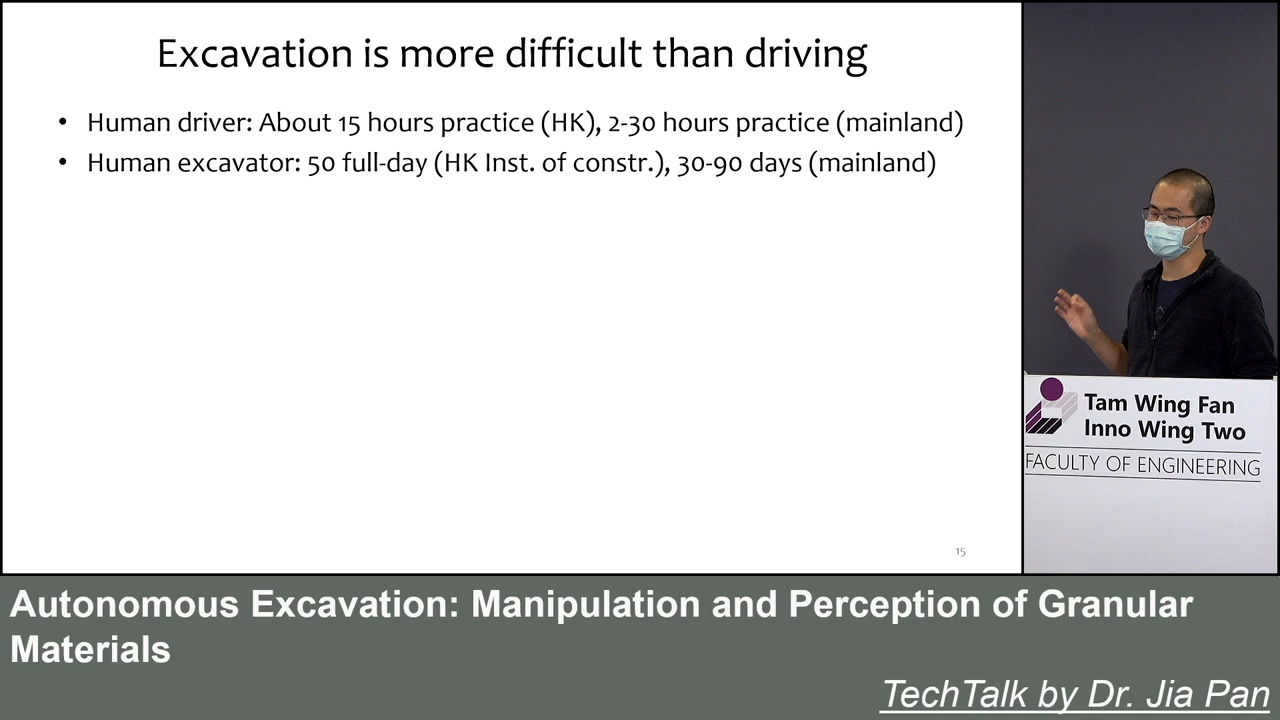 Excavation is more difficult than driving
• Human driver: About 15 hours practice (HK), 2-30 hours practice (mainland)
• Human excavator: 50 full-day (HK Inst. of constr.), 30-90 days (mainland)
15
Tam Wing Fan
Inno Wing Two
FACULTY OF ENGINEERING
Autonomous Excavation: Manipulation and Perception of Granular
Materials
TechTalk by Dr. Jia Pan